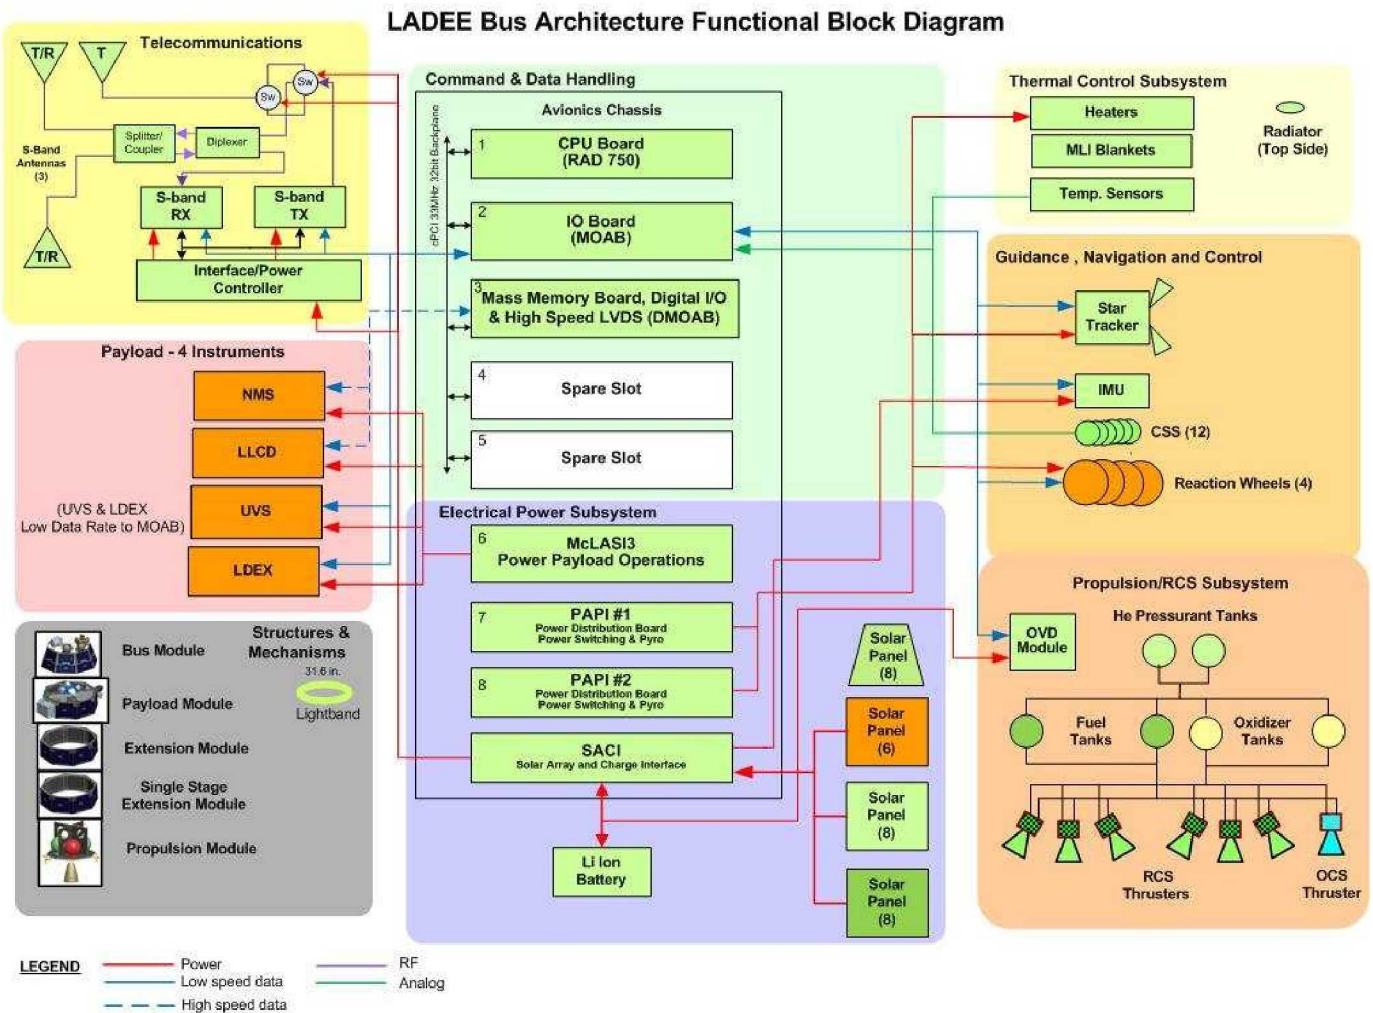 LADEE Bus Architecture Functional Block Diagram
Telecommunications
T/R
T
Sw
Sw
Splitter/
Coupler
Diplexer
S-Band
Antennas
(3)
S-band
RX
S-band
TX
T/R
Interface/Power
Controller
Payload - 4 Instruments
NMS
LLCD
UVS
(UVS & LDEX
Low Data Rate to MOAB)
LDEX
Structures &
Mechanisms
31.6 in.
Lightband
Bus Module
Payload Module
Extension Module
Single Stage
Extension Module
Propulsion Module
Command & Data Handling
Avionics Chassis
cPCI 33MHz 32bit Backplane
1
CPU Board
(RAD 750)
2
IO Board
(MOAB)
3
Mass Memory Board, Digital I/O
& High Speed LVDS (DMOAB)
4
Spare Slot
5
Spare Slot
Electrical Power Subsystem
6
McLASI3
Power Payload Operations
7
PAPI #1
Power Distribution Board
Power Switching & Pyro
8
PAPI #2
Power Distribution Board
Power Switching & Pyro
SACI
Solar Array and Charge Interface
Li Ion
Battery
Solar
Panel
(8)
Solar
Panel
(6)
Solar
Panel
(8)
Solar
Panel
(8)
Thermal Control Subsystem
Heaters
MLI Blankets
Temp. Sensors
Radiator
(Top Side)
Guidance , Navigation and Control
Star
Tracker
IMU
CSS (12)
Reaction Wheels (4)
Propulsion/RCS Subsystem
He Pressurant Tanks
OVD
Module
Fuel
Tanks
Oxidizer
Tanks
RCS
Thrusters
OCS
Thruster
LEGEND
Power
Low speed data
High speed data
RF
Analog